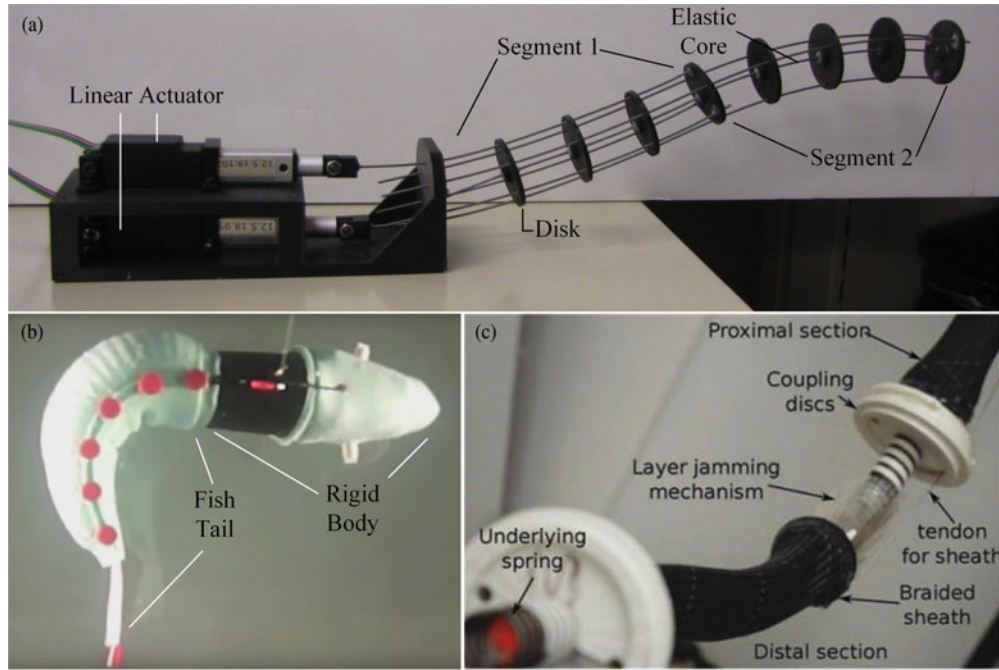 (a)
Segment 1
Elastic
Core
Linear Actuator
Segment 2
Disk
(b)
Fish
Tail
Rigid
Body
(c)
Proximal section
Coupling
discs
Layer jamming
mechanism
Underlying
spring
tendon
for sheath
Braided
sheath
Distal section